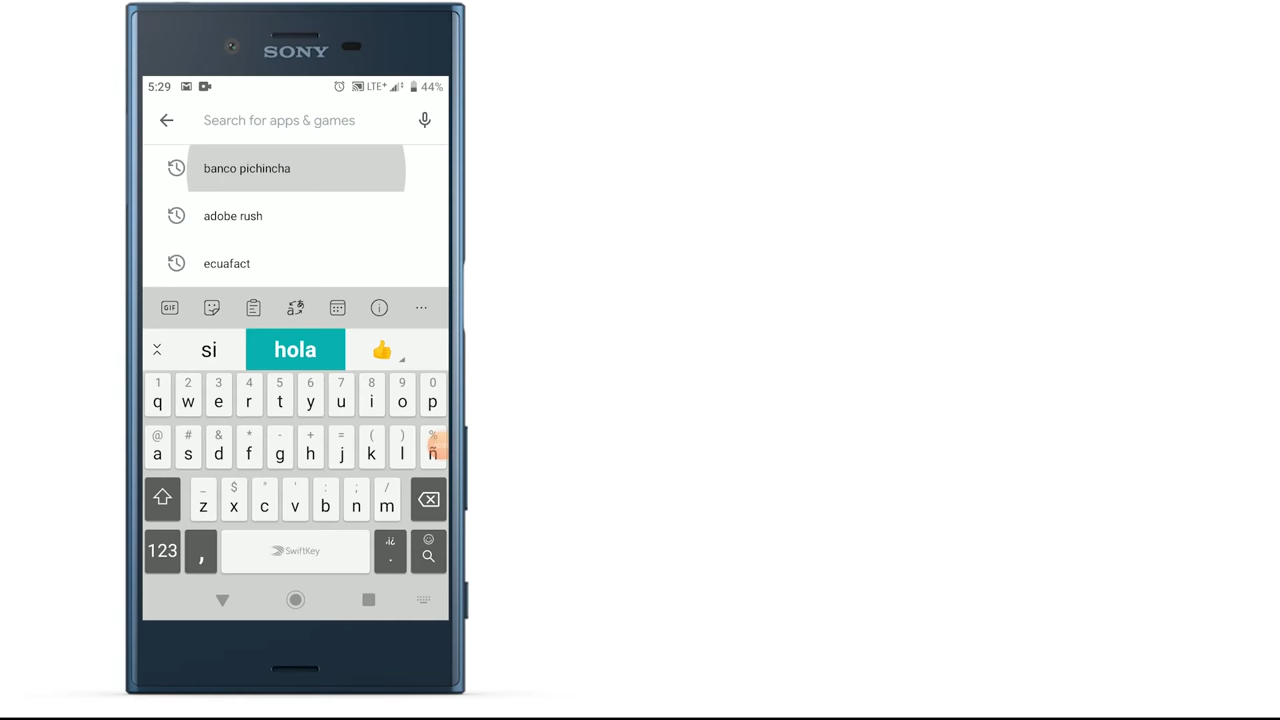 SONY
5:29 LTE+ 44%
Search for apps & games
banco pichincha
adobe rush
ecuafact
GIF
si hola
1 2 3 4 5 6 7 8 9 0
q w e r t y u i o p
@ # & * - + = ( ) %
a s d f g h j k l ñ
_ $ " ' : ; /
z x c v b n m
123 , SwiftKey .